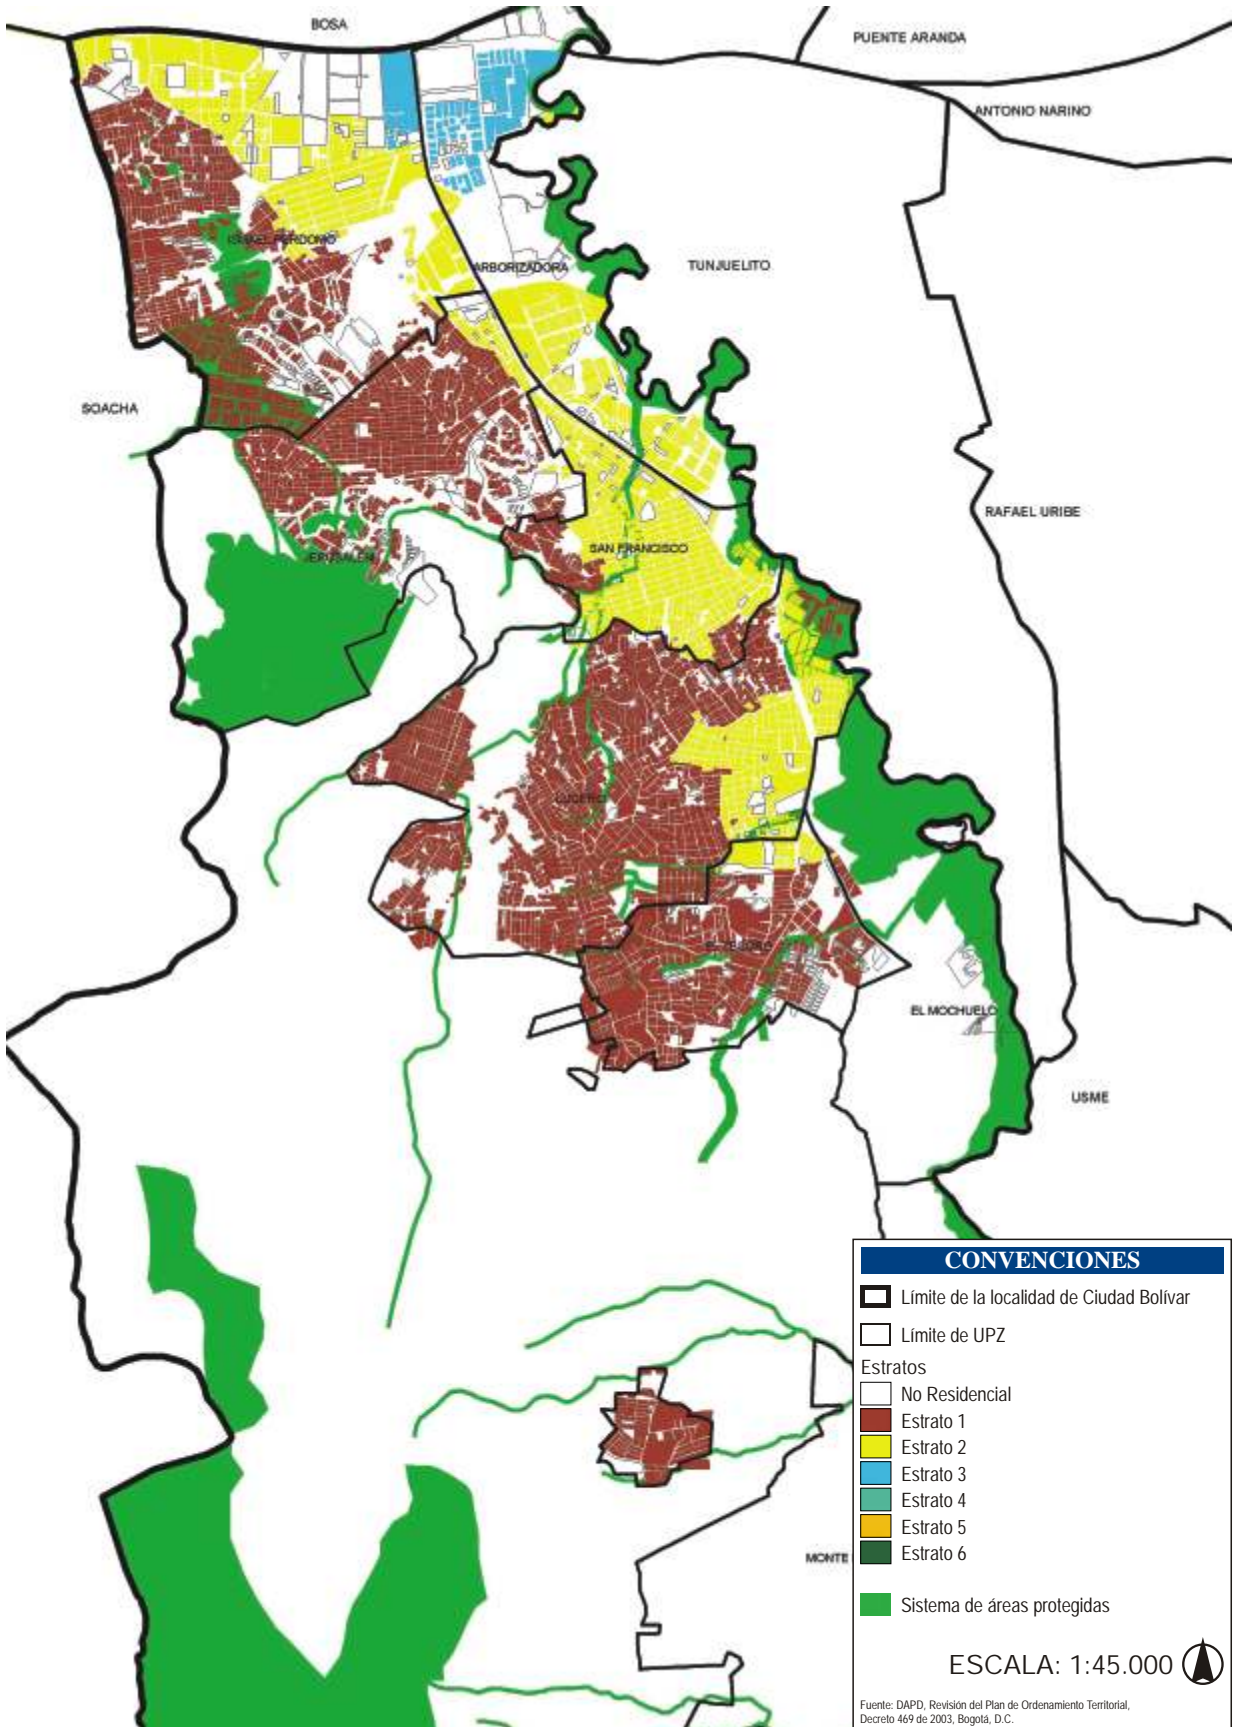 BOSA
PUENTE ARANDA
ANTONIO NARINO
ISMAEL PERDOMO
ARBORIZADORA
TUNJUELITO
SOACHA
RAFAEL URIBE
SAN FRANCISCO
JERUSALEM
LUCERO
EL TESORO
EL MOCHUELO
USME
MONTE
CONVENCIONES
Límite de la localidad de Ciudad Bolívar
Límite de UPZ
Estratos
No Residencial
Estrato 1
Estrato 2
Estrato 3
Estrato 4
Estrato 5
Estrato 6
Sistema de áreas protegidas
ESCALA: 1:45.000
Fuente: DAPD, Revisión del Plan de Ordenamiento Territorial,
Decreto 469 de 2003, Bogotá, D.C.